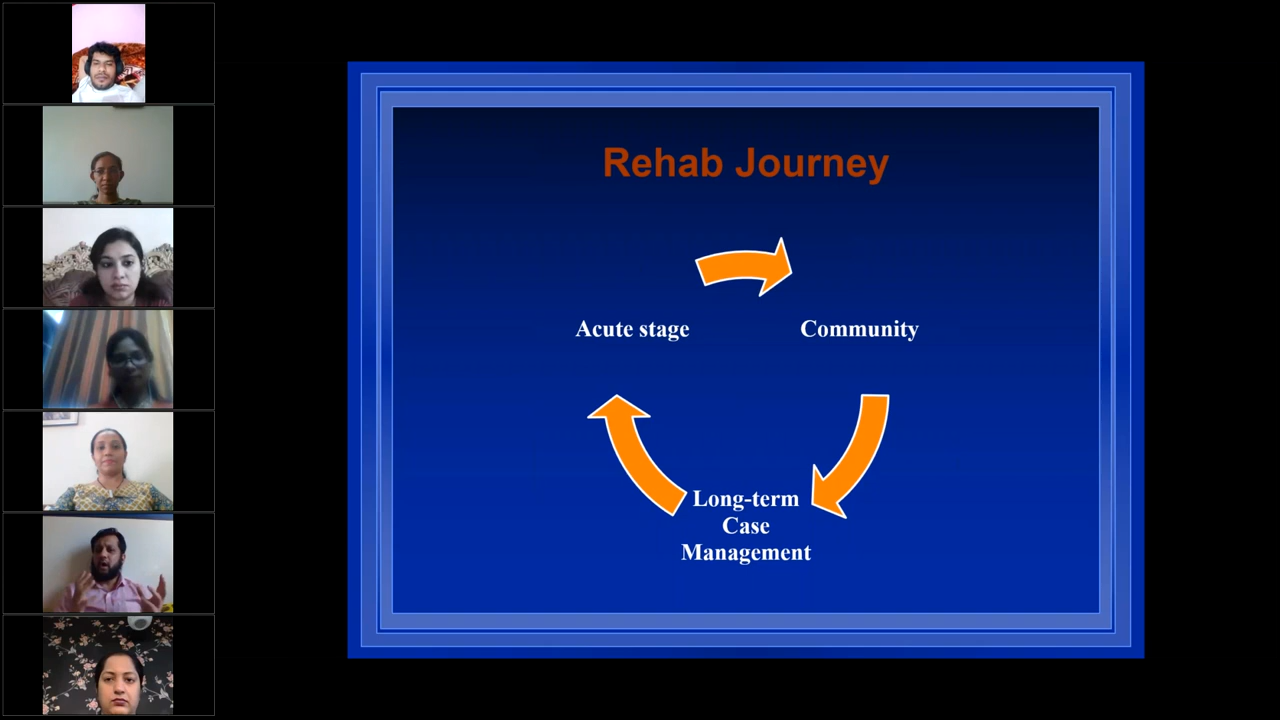 Rehab Journey
Acute stage
Community
Long-term
Case
Management